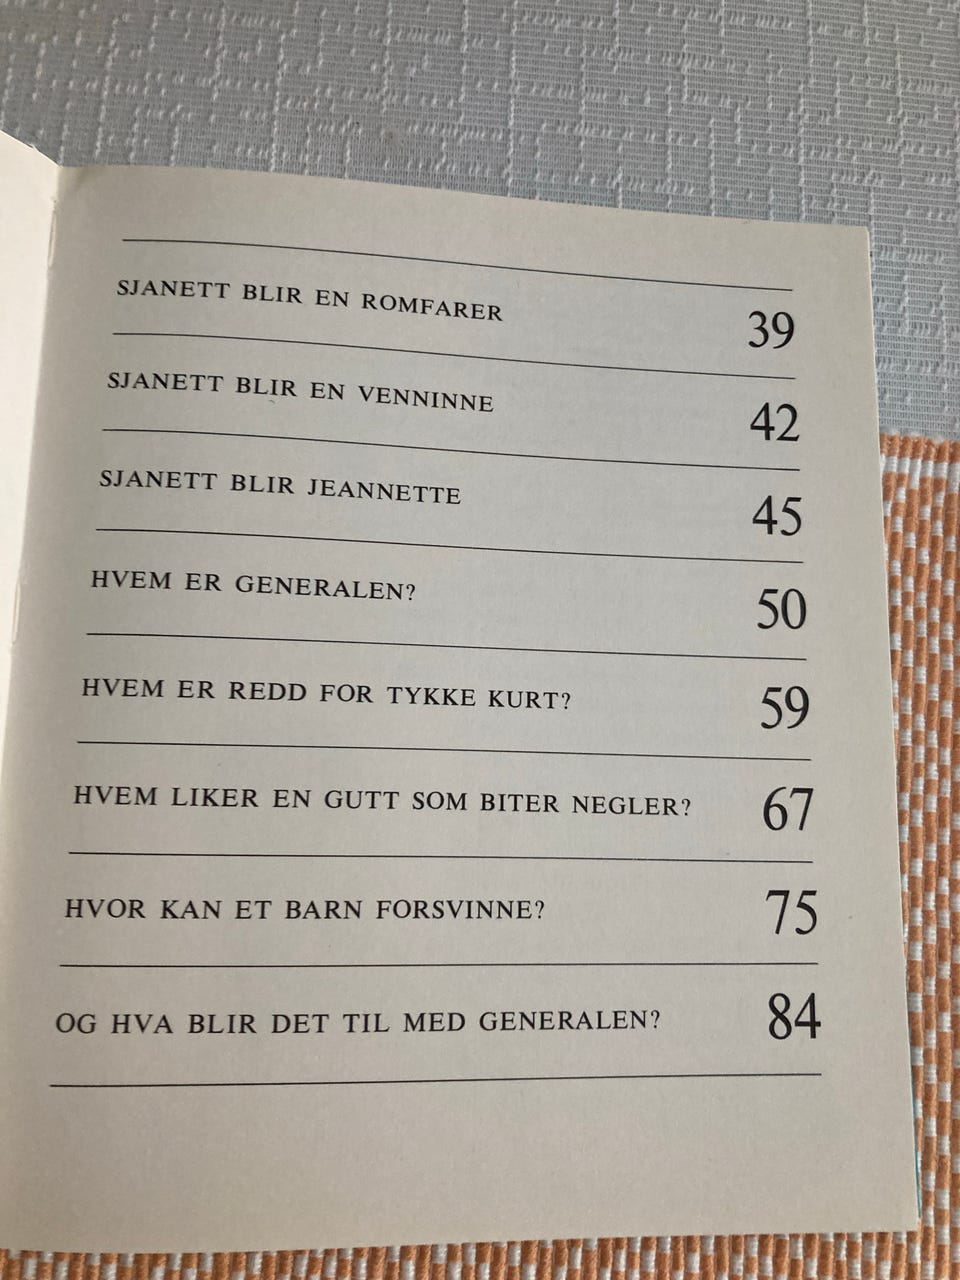 SJANETT BLIR EN ROMFARER 39
SJANETT BLIR EN VENNINNE 42
SJANETT BLIR JEANNETTE 45
HVEM ER GENERALEN? 50
HVEM ER REDD FOR TYKKE KURT? 59
HVEM LIKER EN GUTT SOM BITER NEGLER? 67
HVOR KAN ET BARN FORSVINNE? 75
OG HVA BLIR DET TIL MED GENERALEN? 84